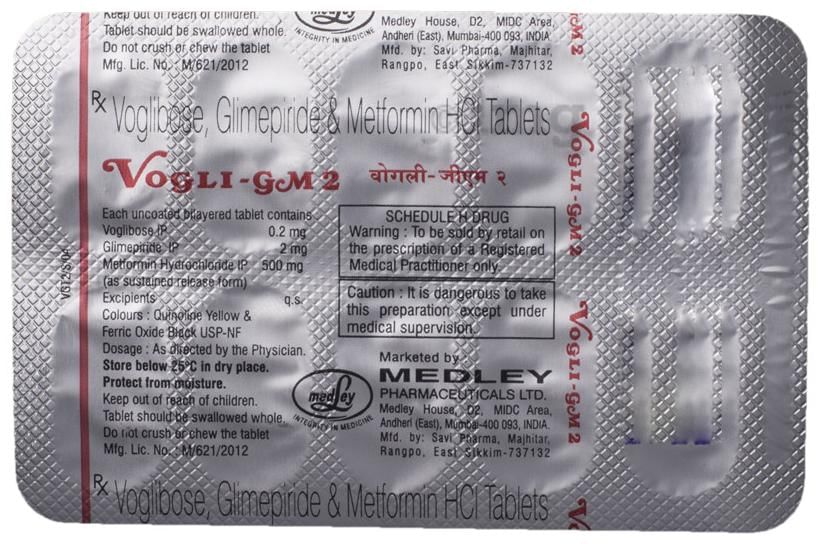 Keep out of reach of children.
Tablet should be swallowed whole.
Do not crush or chew the tablet
Mfg. Lic. No. : M/621/2012
medley
INTEGRITY IN MEDICINE
Medley House, D2, MIDC Area,
Andheri (East), Mumbai-400 093, INDIA.
Mfd. by: Savi Pharma, Majhitar,
Rangpo, East Sikkim-737132
GM 2
Rx Voglibose, Glimepiride & Metformin HCl Tablets
VOGLI-GM 2 वोगली-जीएम २
VOGLI-GM 2
Each uncoated bilayered tablet contains
Voglibose IP 0.2 mg
Glimepiride IP 2 mg
Metformin Hydrochloride IP 500 mg
(as sustained release form)
Excipients q.s.
Colours : Quinoline Yellow &
Ferric Oxide Black USP-NF
Dosage : As directed by the Physician.
Store below 25°C in dry place.
Protect from moisture.
Keep out of reach of children.
Tablet should be swallowed whole.
Do not crush or chew the tablet
Mfg. Lic. No. : M/621/2012
SCHEDULE H DRUG
Warning : To be sold by retail on
the prescription of a Registered
Medical Practitioner only.
Caution : It is dangerous to take
this preparation except under
medical supervision.
Marketed by
MEDLEY
PHARMACEUTICALS LTD.
Medley House, D2, MIDC Area,
Andheri (East), Mumbai-400 093, INDIA.
Mfd. by: Savi Pharma, Majhitar,
Rangpo, East Sikkim-737132
medley
INTEGRITY IN MEDICINE
VOGLI-GM 2
Rx Voglibose, Glimepiride & Metformin HCl Tablets